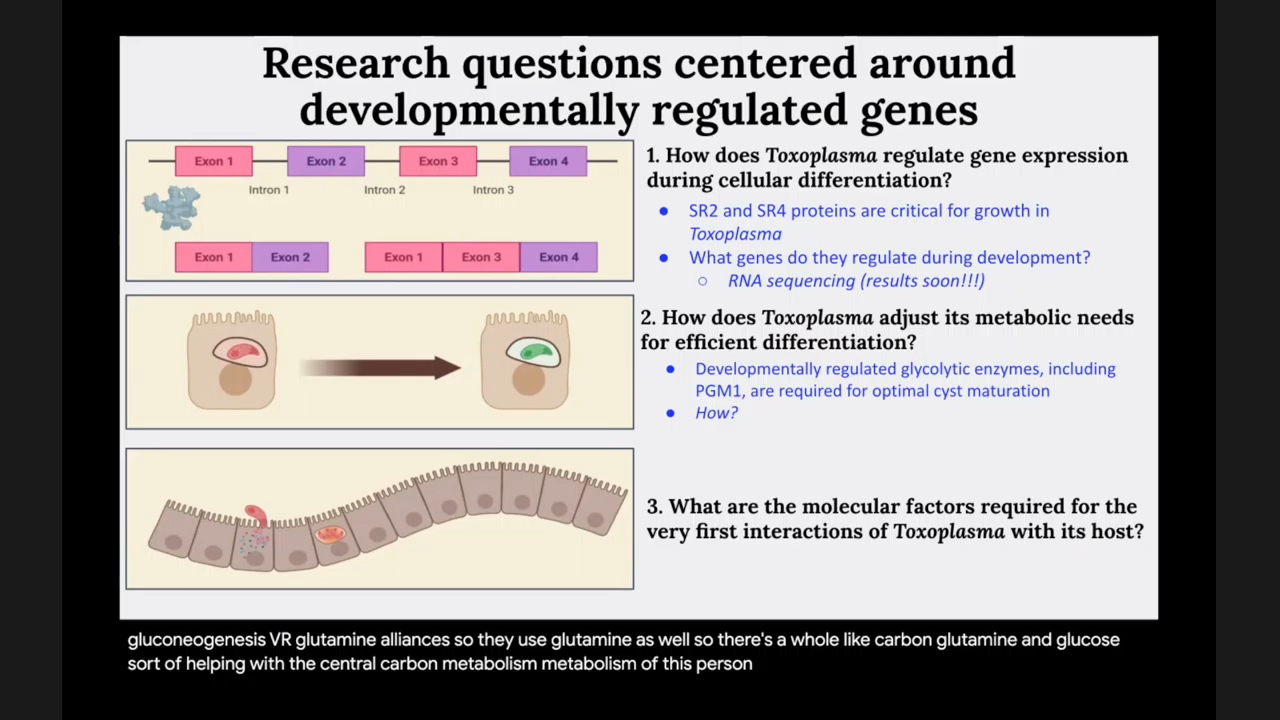 Research questions centered around
developmentally regulated genes
Exon 1
Exon 2
Exon 3
Exon 4
Intron 1
Intron 2
Intron 3
Exon 1
Exon 2
Exon 1
Exon 3
Exon 4
1. How does Toxoplasma regulate gene expression
during cellular differentiation?
● SR2 and SR4 proteins are critical for growth in
Toxoplasma
● What genes do they regulate during development?
○ RNA sequencing (results soon!!!)
2. How does Toxoplasma adjust its metabolic needs
for efficient differentiation?
● Developmentally regulated glycolytic enzymes, including
PGM1, are required for optimal cyst maturation
● How?
3. What are the molecular factors required for the
very first interactions of Toxoplasma with its host?
gluconeogenesis VR glutamine alliances so they use glutamine as well so there's a whole like carbon glutamine and glucose
sort of helping with the central carbon metabolism metabolism of this person